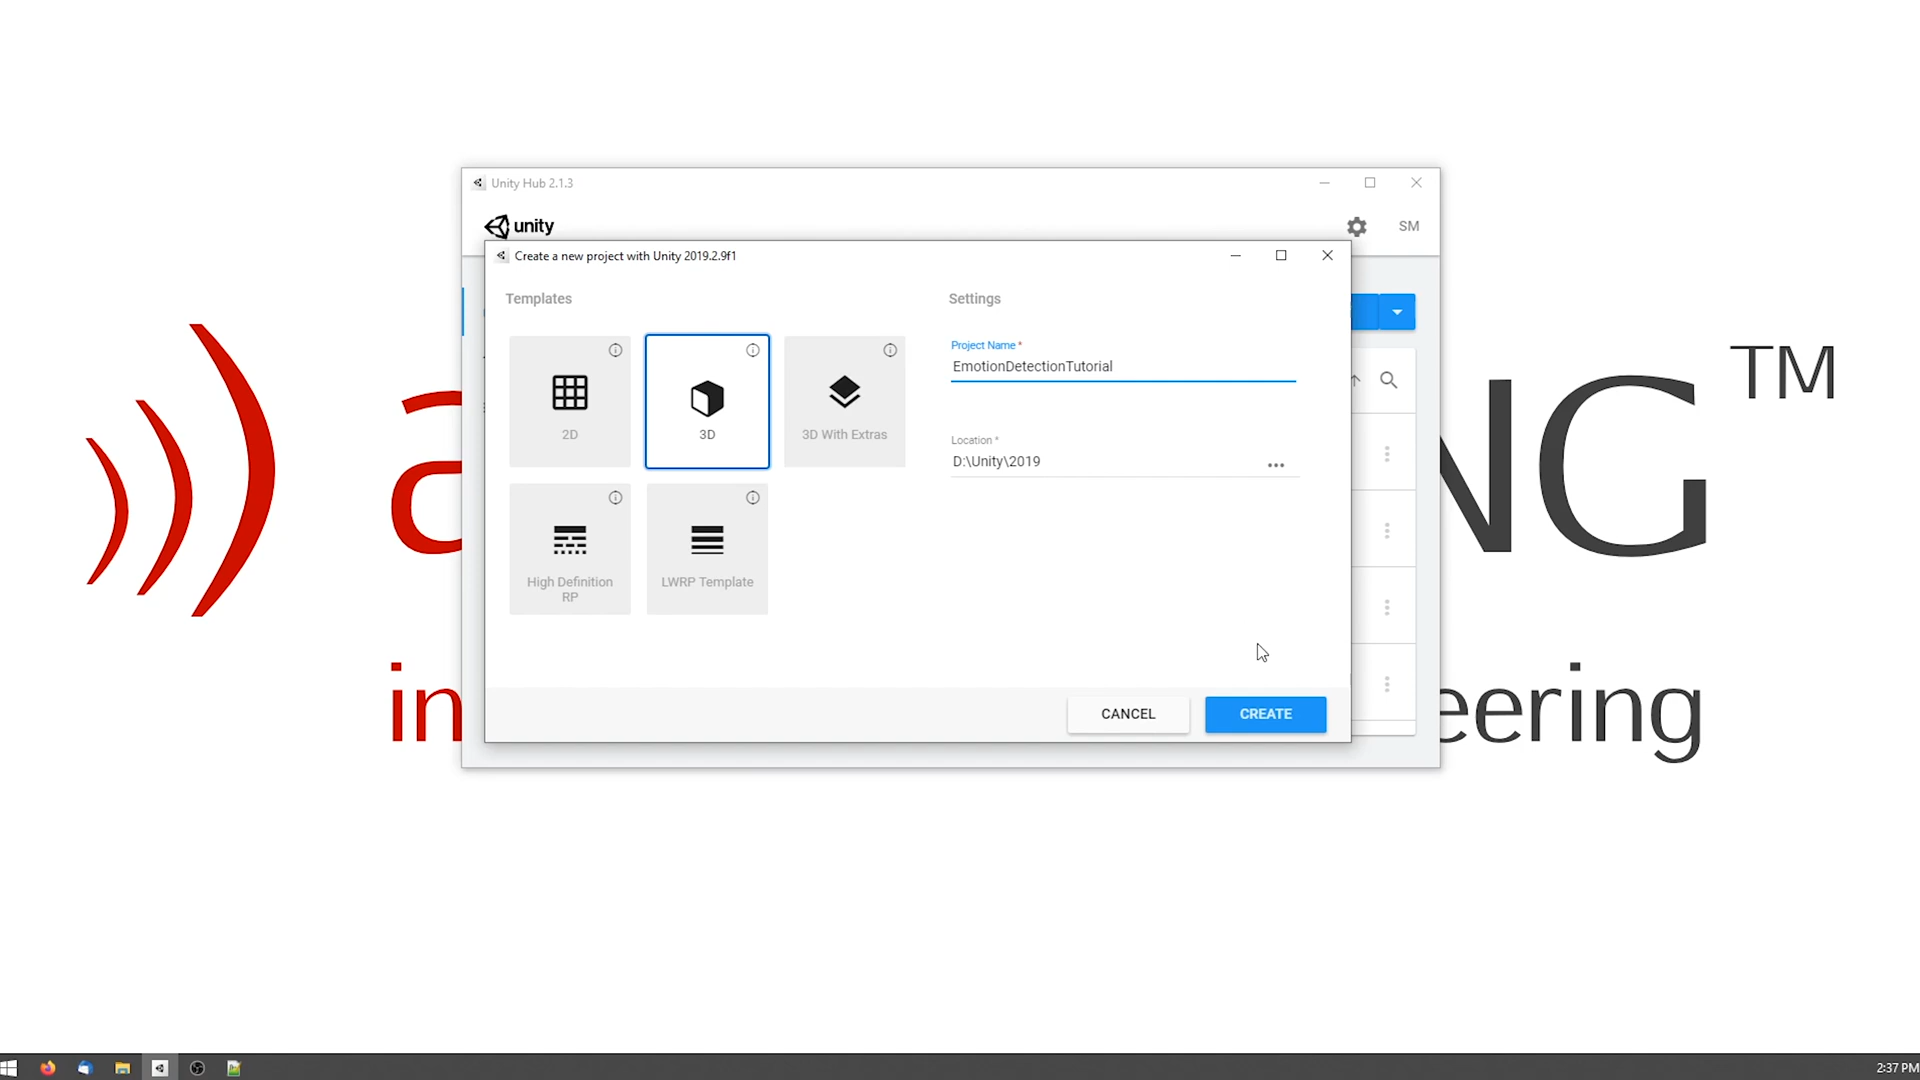 Unity Hub 2.1.3
unity
SM
Create a new project with Unity 2019.2.9f1
Templates
Settings
2D
3D
3D With Extras
High Definition
RP
LWRP Template
Project Name *
EmotionDetectionTutorial
Location *
D:\Unity\2019
CANCEL
CREATE
a
NG
TM
in
eering
2:37 PM